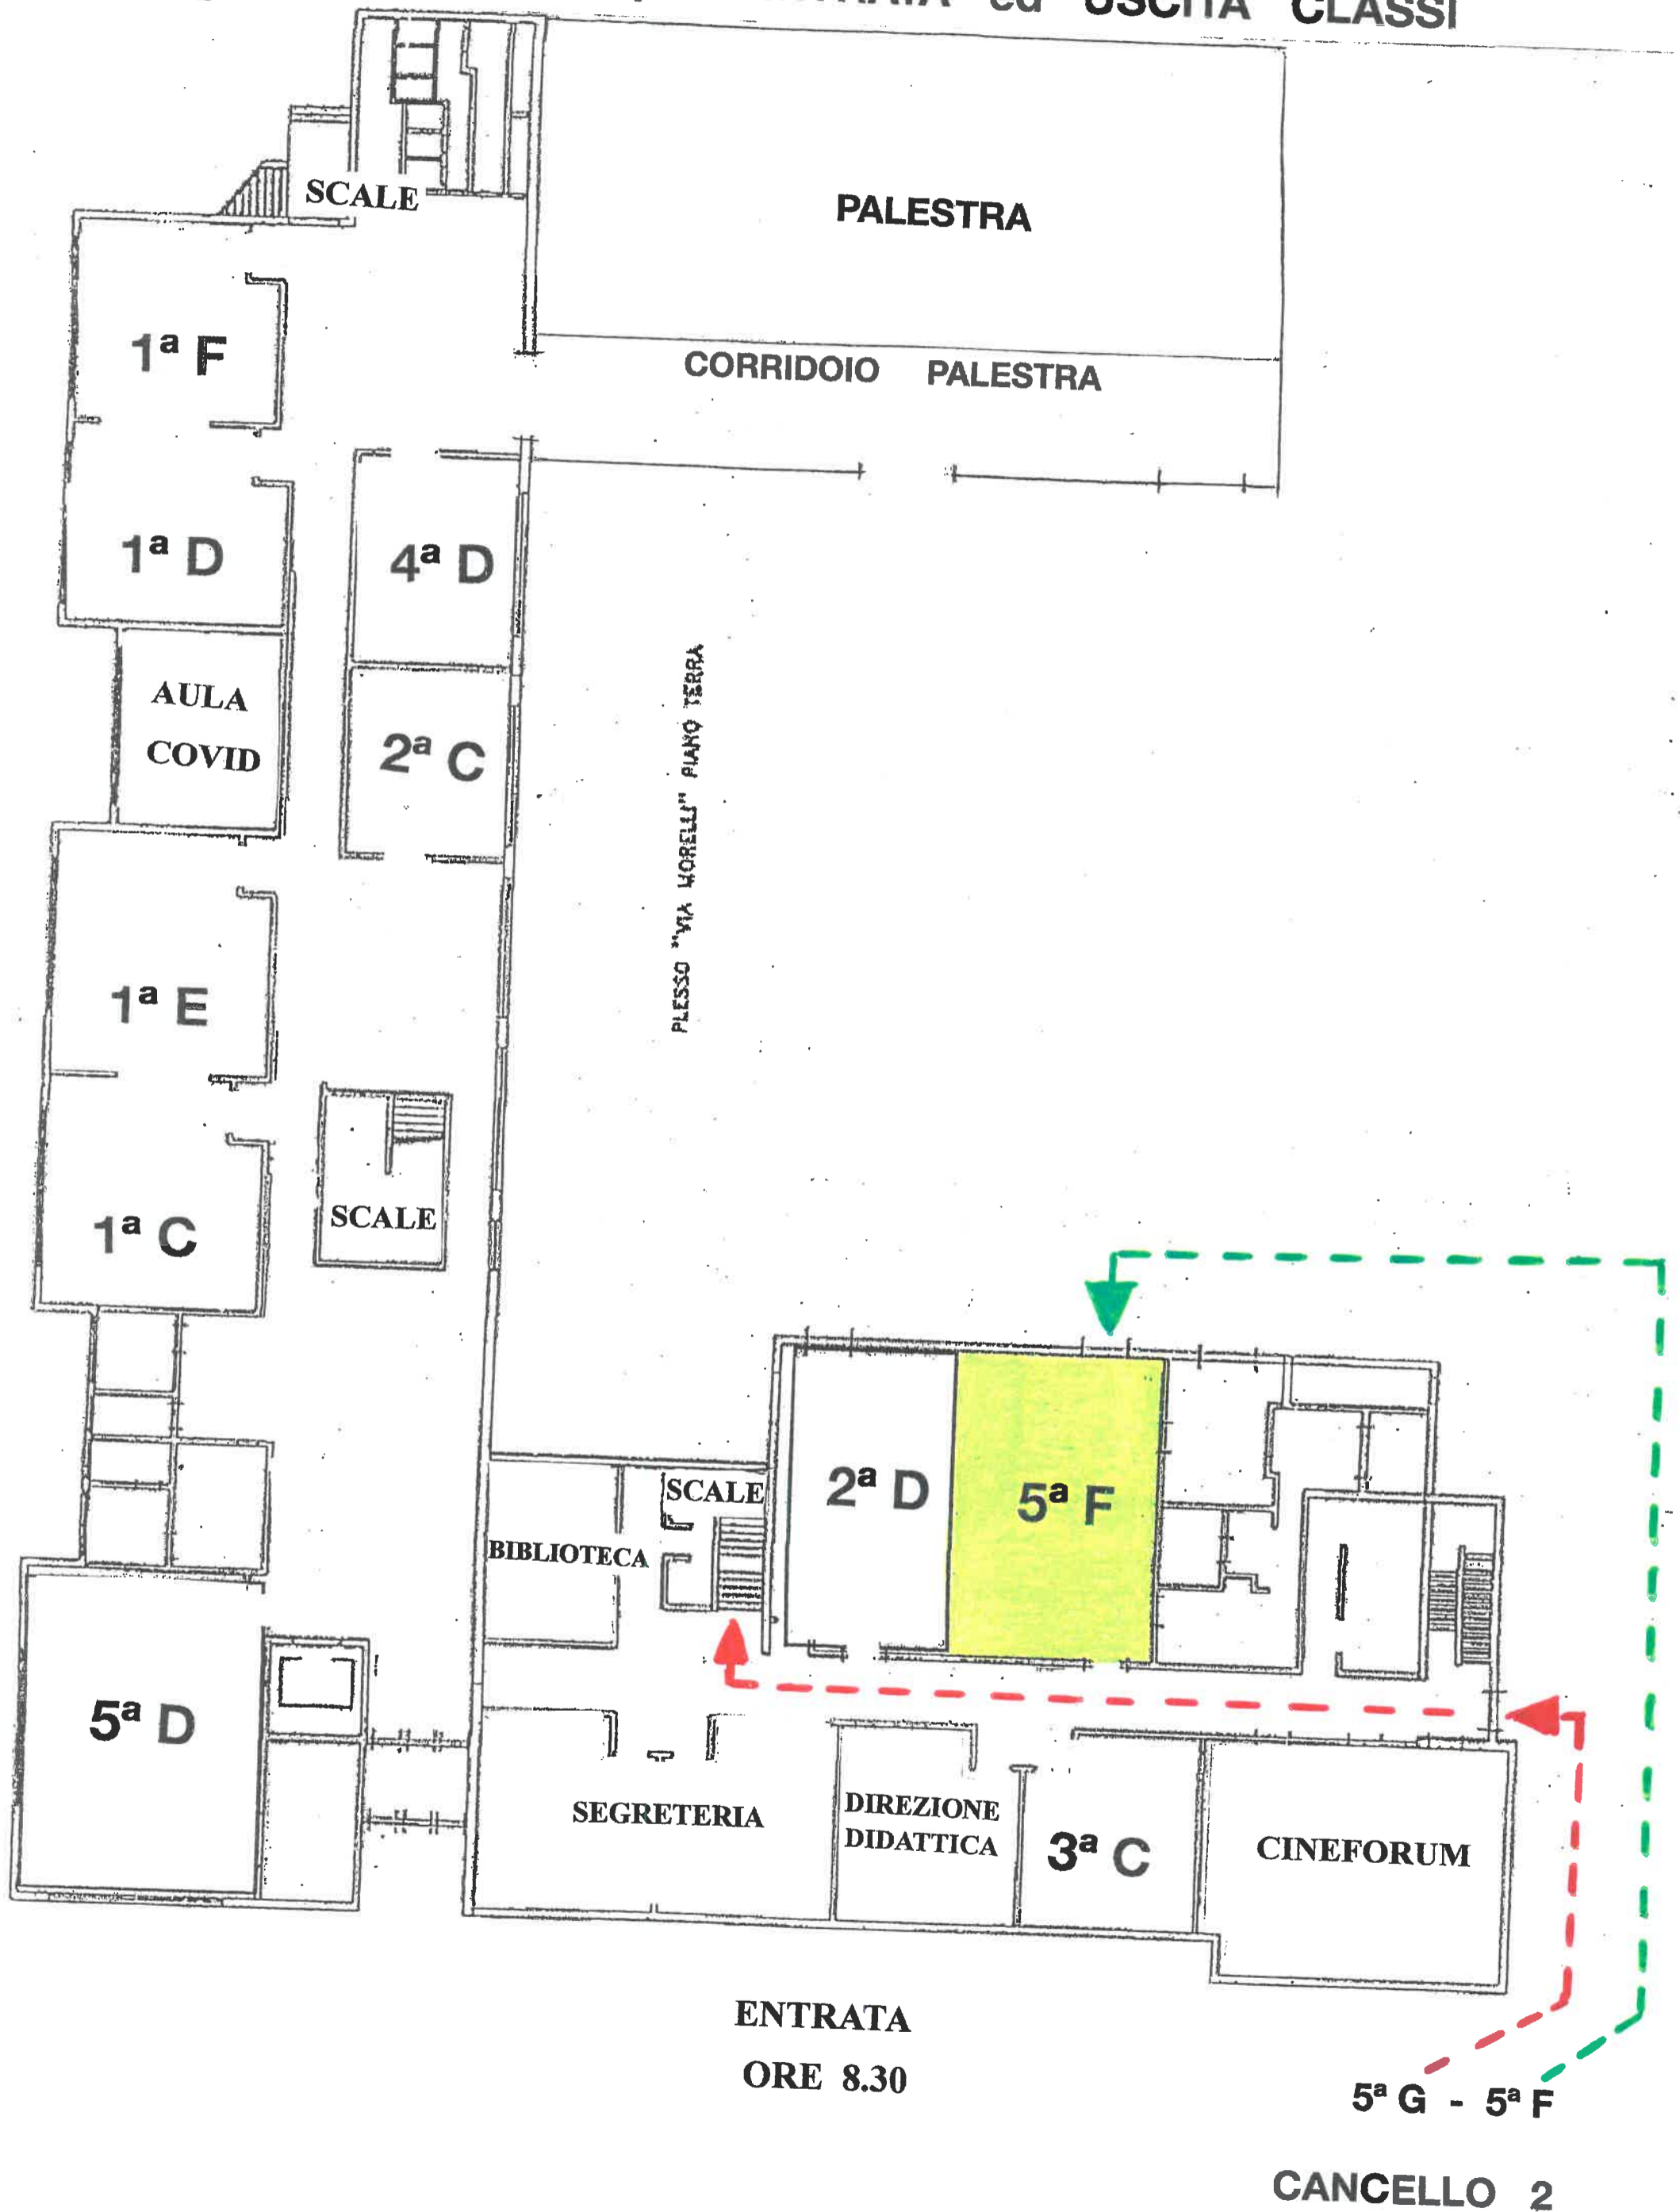 ed USCITA CLASSI
SCALE
PALESTRA
1ª F
CORRIDOIO PALESTRA
1ª D
4ª D
AULA
COVID
2ª C
PLESSO "VIA MORELLI" PIANO TERRA
1ª E
1ª C
SCALE
SCALE
2ª D
5ª F
BIBLIOTECA
5ª D
SEGRETERIA
DIREZIONE
DIDATTICA
3ª C
CINEFORUM
ENTRATA
ORE 8.30
5ª G - 5ª F
CANCELLO 2